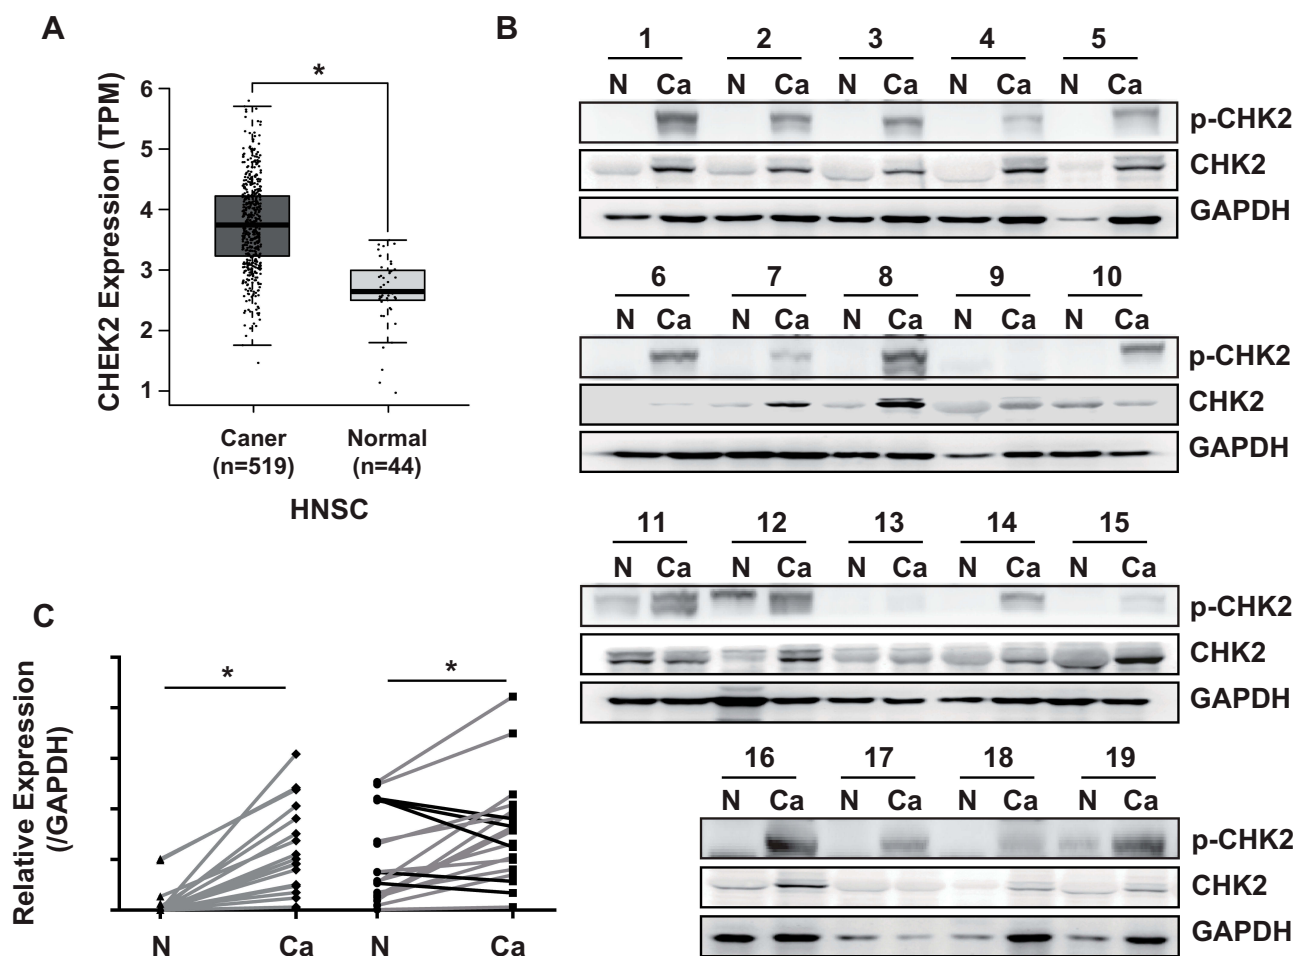 A
CHEK2 Expression (TPM)
6
5
4
3
2
1
*
Caner
(n=519)
Normal
(n=44)
HNSC
B
1 2 3 4 5
N Ca N Ca N Ca N Ca N Ca
p-CHK2
CHK2
GAPDH
6 7 8 9 10
N Ca N Ca N Ca N Ca N Ca
p-CHK2
CHK2
GAPDH
11 12 13 14 15
N Ca N Ca N Ca N Ca N Ca
p-CHK2
CHK2
GAPDH
16 17 18 19
N Ca N Ca N Ca N Ca
p-CHK2
CHK2
GAPDH
C
Relative Expression
(/GAPDH)
* *
N Ca N Ca